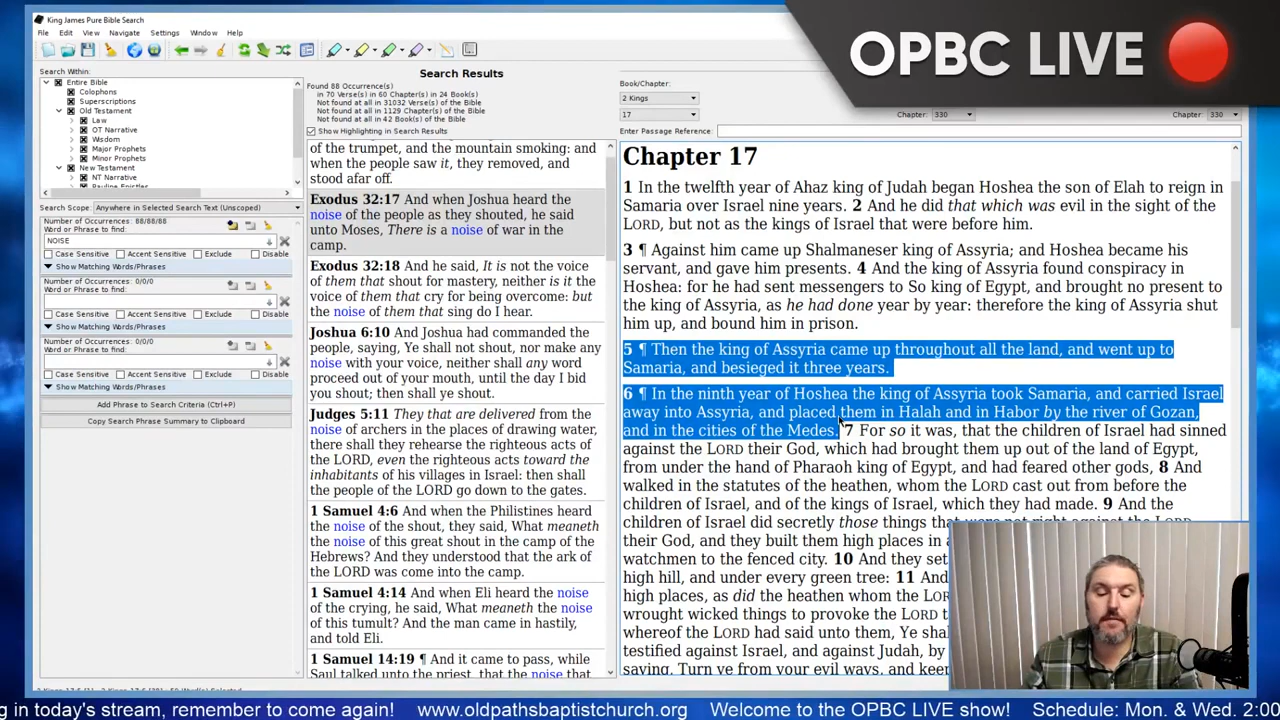 King James Pure Bible Search
OPBC LIVE
File Edit View Navigate Settings Window Help
Search Within:
Entire Bible
Colophons
Superscriptions
Old Testament
Law
OT Narrative
Wisdom
Major Prophets
Minor Prophets
New Testament
NT Narrative
Pauline Epistles
Search Scope: Anywhere in Selected Search Text (Unscoped)
Number of Occurrences: 88/88/88
Word or Phrase to find:
NOISE
Case Sensitive Accent Sensitive Exclude Disable
Show Matching Words/Phrases
Number of Occurrences: 0/0/0
Word or Phrase to find:
Case Sensitive Accent Sensitive Exclude Disable
Show Matching Words/Phrases
Number of Occurrences: 0/0/0
Word or Phrase to find:
Case Sensitive Accent Sensitive Exclude Disable
Show Matching Words/Phrases
Add Phrase to Search Criteria (Ctrl+P)
Copy Search Phrase Summary to Clipboard
Search Results
Found 88 Occurrence(s)
in 70 Verse(s) in 60 Chapter(s) in 24 Book(s)
Not found at all in 31032 Verse(s) of the Bible
Not found at all in 1129 Chapter(s) of the Bible
Not found at all in 42 Book(s) of the Bible
Show Highlighting in Search Results
of the trumpet, and the mountain smoking: and
when the people saw it, they removed, and
stood afar off.
Exodus 32:17 And when Joshua heard the
noise of the people as they shouted, he said
unto Moses, There is a noise of war in the
camp.
Exodus 32:18 And he said, It is not the voice
of them that shout for mastery, neither is it the
voice of them that cry for being overcome: but
the noise of them that sing do I hear.
Joshua 6:10 And Joshua had commanded the
people, saying, Ye shall not shout, nor make any
noise with your voice, neither shall any word
proceed out of your mouth, until the day I bid
you shout; then shall ye shout.
Judges 5:11 They that are delivered from the
noise of archers in the places of drawing water,
there shall they rehearse the righteous acts of
the LORD, even the righteous acts toward the
inhabitants of his villages in Israel: then shall
the people of the LORD go down to the gates.
1 Samuel 4:6 And when the Philistines heard
the noise of the shout, they said, What meaneth
the noise of this great shout in the camp of the
Hebrews? And they understood that the ark of
the LORD was come into the camp.
1 Samuel 4:14 And when Eli heard the noise
of the crying, he said, What meaneth the noise
of this tumult? And the man came in hastily,
and told Eli.
1 Samuel 14:19 ¶ And it came to pass, while
Saul talked unto the priest, that the noise that
Book/Chapter:
2 Kings
17 Chapter: 330 Chapter: 330
Enter Passage Reference:
Chapter 17
1 In the twelfth year of Ahaz king of Judah began Hoshea the son of Elah to reign in
Samaria over Israel nine years. 2 And he did that which was evil in the sight of the
LORD, but not as the kings of Israel that were before him.
3 ¶ Against him came up Shalmaneser king of Assyria; and Hoshea became his
servant, and gave him presents. 4 And the king of Assyria found conspiracy in
Hoshea: for he had sent messengers to So king of Egypt, and brought no present to
the king of Assyria, as he had done year by year: therefore the king of Assyria shut
him up, and bound him in prison.
5 ¶ Then the king of Assyria came up throughout all the land, and went up to
Samaria, and besieged it three years.
6 ¶ In the ninth year of Hoshea the king of Assyria took Samaria, and carried Israel
away into Assyria, and placed them in Halah and in Habor by the river of Gozan,
and in the cities of the Medes. 7 For so it was, that the children of Israel had sinned
against the LORD their God, which had brought them up out of the land of Egypt,
from under the hand of Pharaoh king of Egypt, and had feared other gods, 8 And
walked in the statutes of the heathen, whom the LORD cast out from before the
children of Israel, and of the kings of Israel, which they had made. 9 And the
children of Israel did secretly those things that were not right against the LORD
their God, and they built them high places in a
watchmen to the fenced city. 10 And they set
high hill, and under every green tree: 11 And
high places, as did the heathen whom the LOR
wrought wicked things to provoke the LORD t
whereof the LORD had said unto them, Ye shal
testified against Israel, and against Judah, by
saying, Turn ye from your evil ways, and keep
g in today's stream, remember to come again! www.oldpathsbaptistchurch.org Welcome to the OPBC LIVE show! Schedule: Mon. & Wed. 2:00